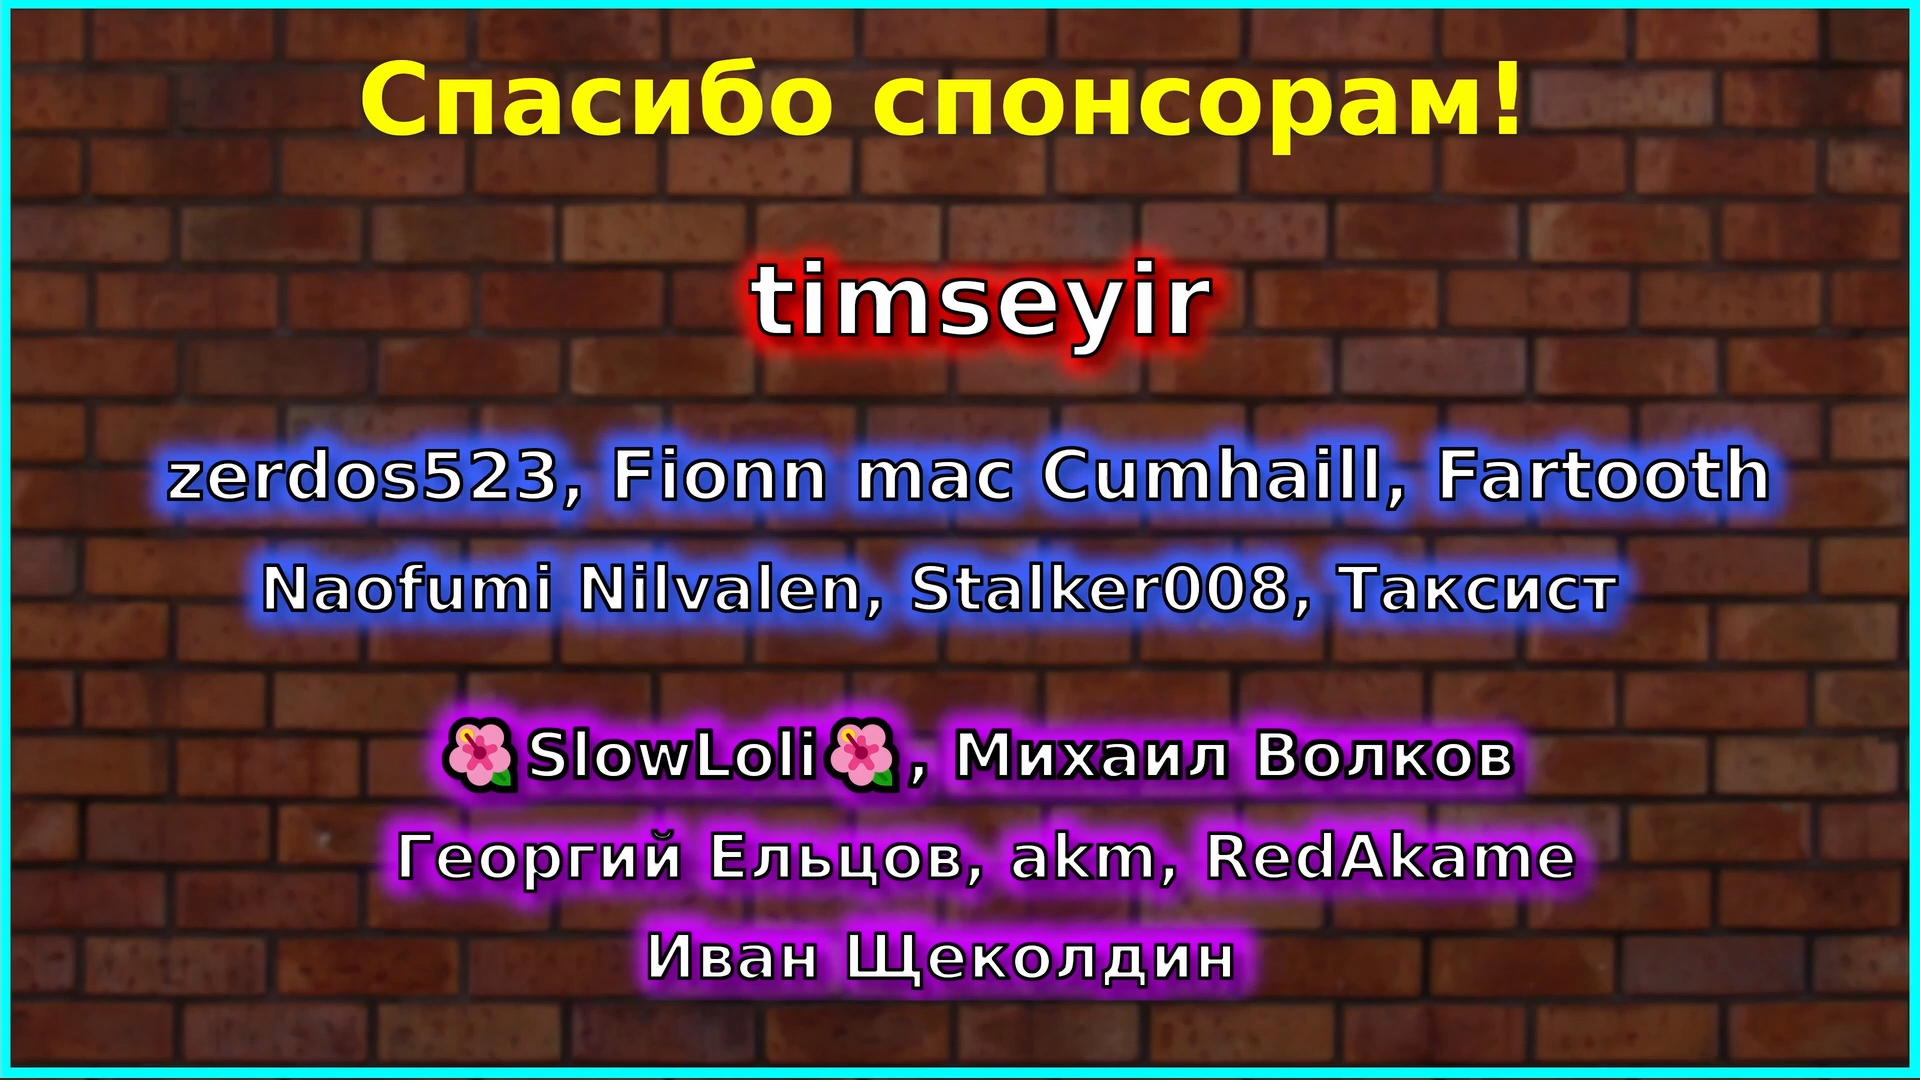 Спасибо спонсорам!
timseyir
zerdos523, Fionn mac Cumhaill, Fartooth
Naofumi Nilvalen, Stalker008, Таксист
🌺SlowLoli🌺, Михаил Волков
Георгий Ельцов, akm, RedAkame
Иван Щеколдин